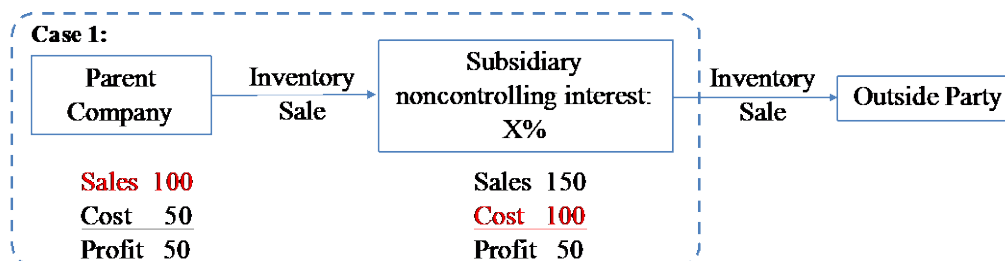 Case 1:
Parent
Company
Inventory
Sale
Subsidiary
noncontrolling interest:
X%
Inventory
Sale
Outside Party
Sales 100
Cost 50
Profit 50
Sales 150
Cost 100
Profit 50